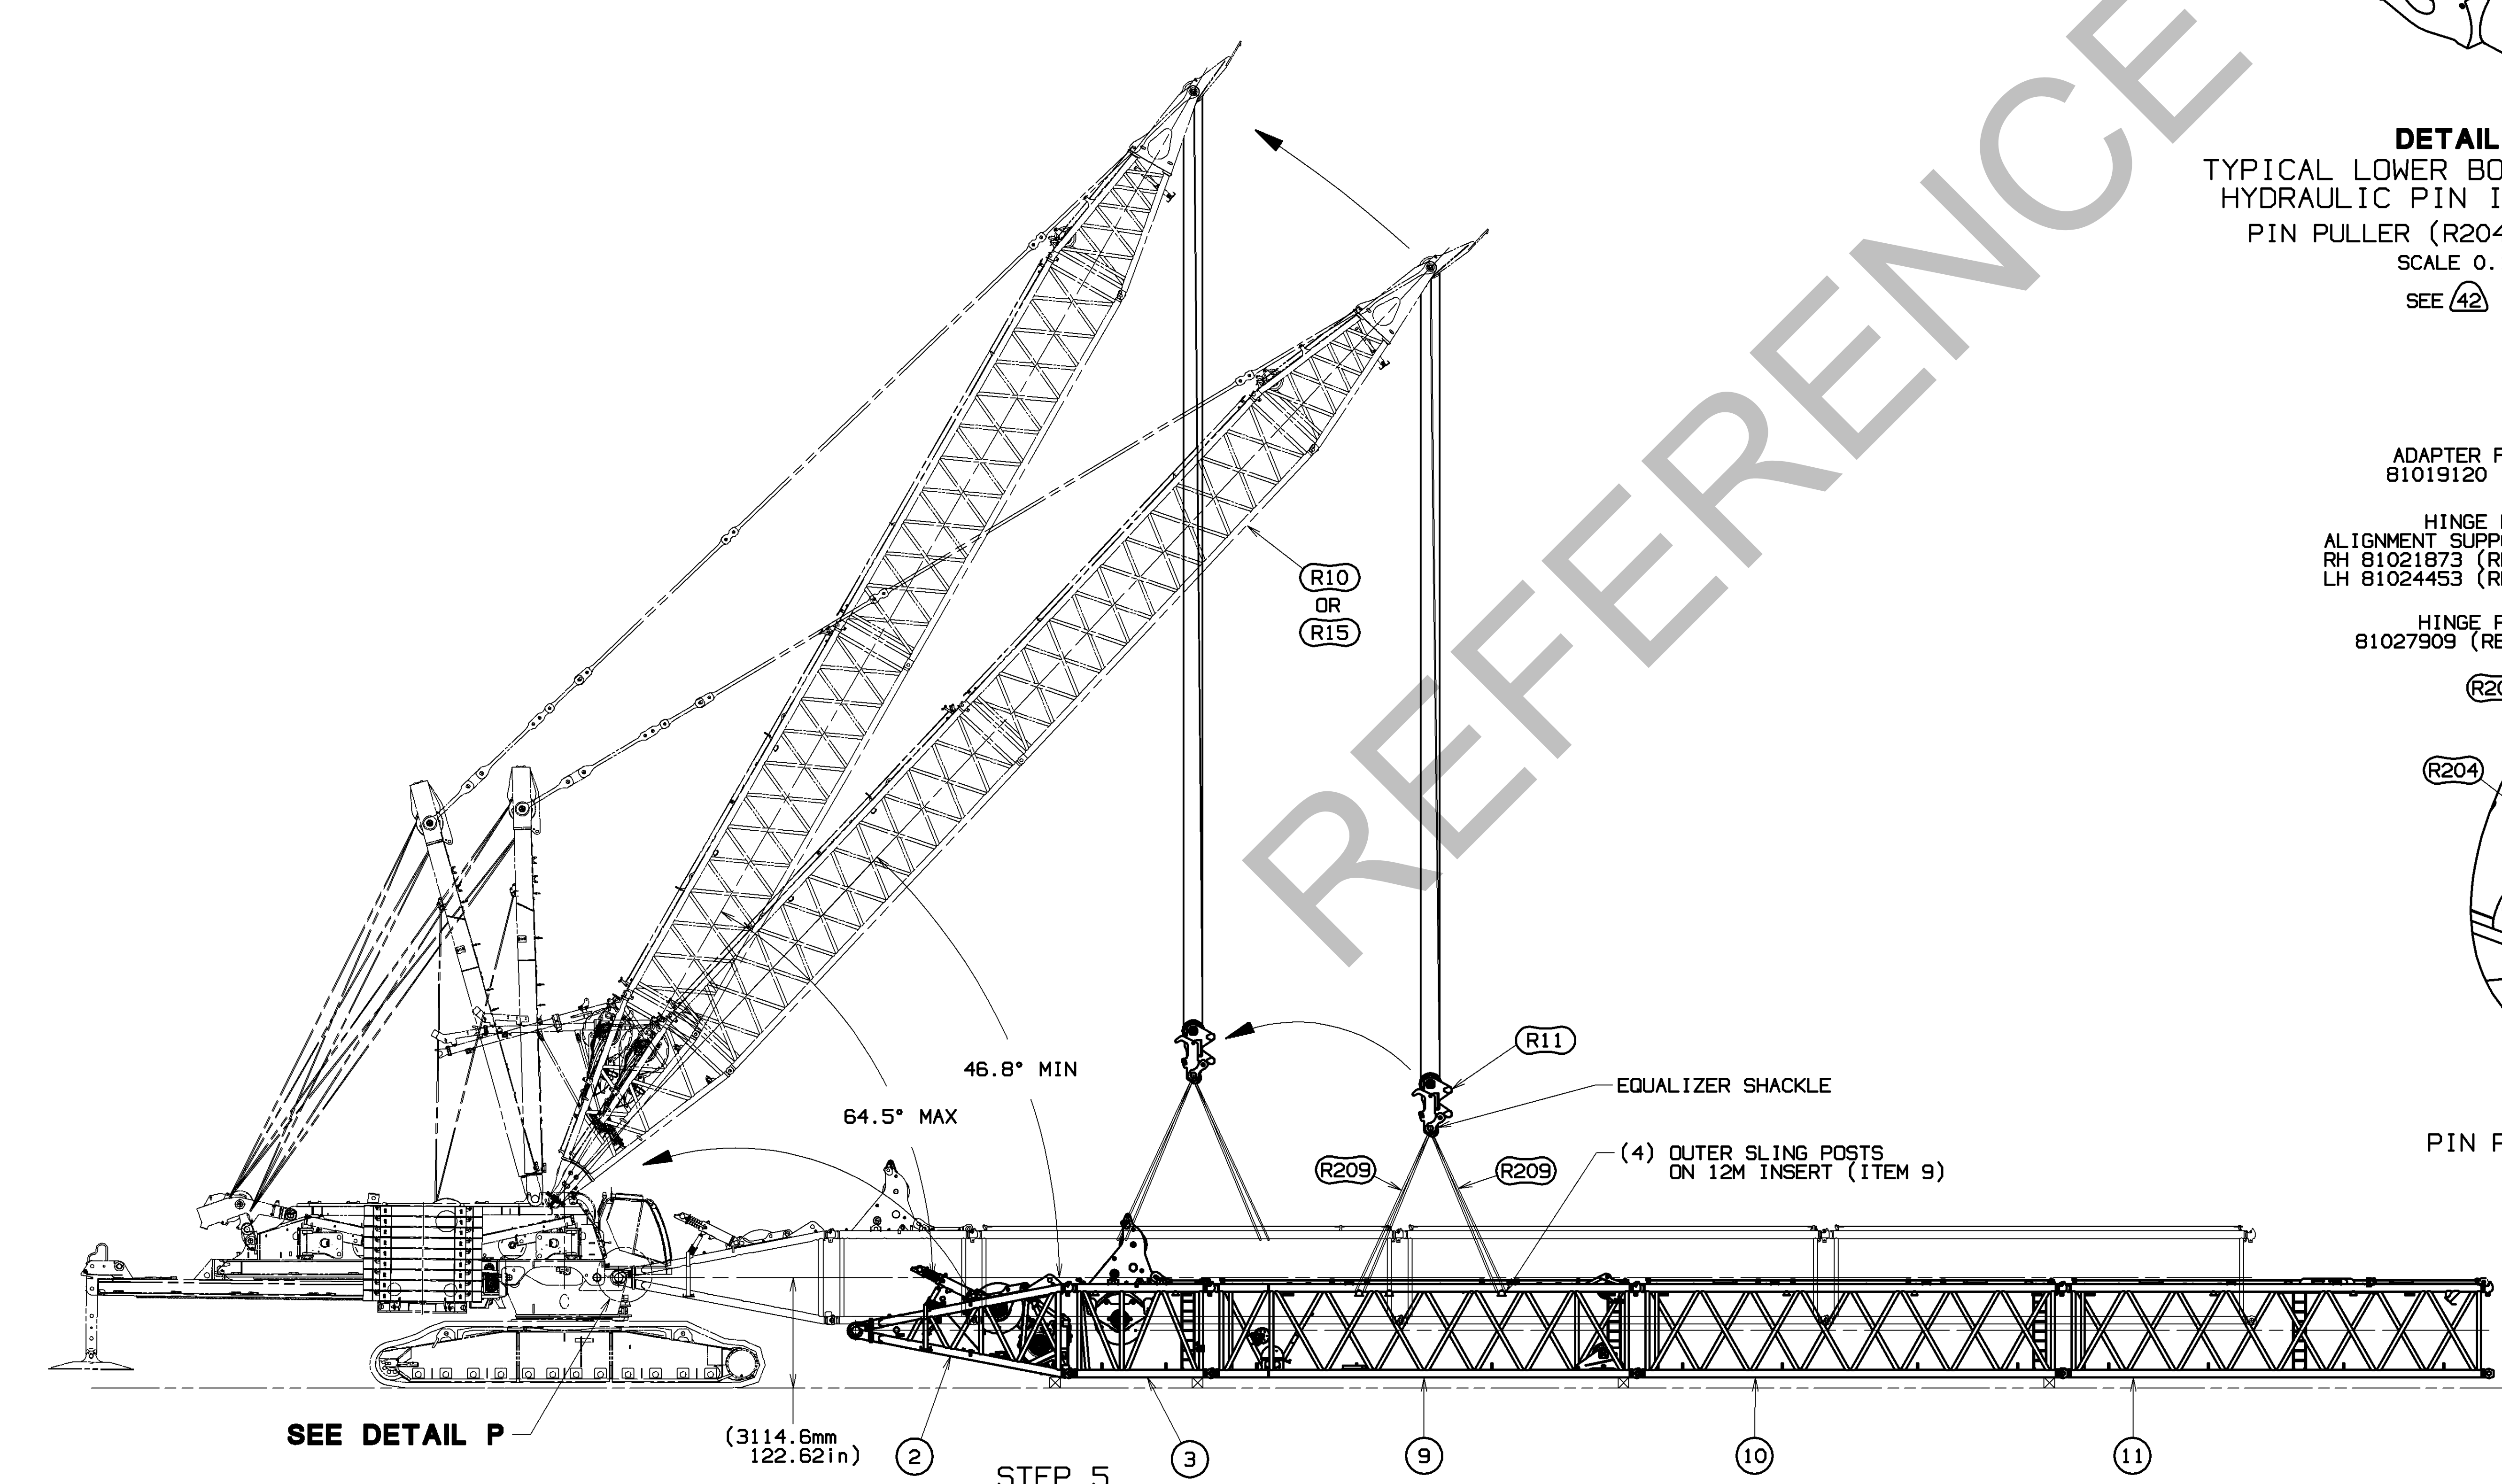 REFERENCE
DETAIL
TYPICAL LOWER BO
HYDRAULIC PIN I
PIN PULLER (R204
SCALE 0.
SEE 42
ADAPTER
81019120
HINGE
ALIGNMENT SUPP
RH 81021873 (R
LH 81024453 (R
HINGE
81027909 (RE
R20
R204
PIN
R10
OR
R15
R11
EQUALIZER SHACKLE
(4) OUTER SLING POSTS
ON 12M INSERT (ITEM 9)
R209
R209
46.8° MIN
64.5° MAX
SEE DETAIL P
(3114.6mm
122.62in)
2
3
9
10
11
STEP 5